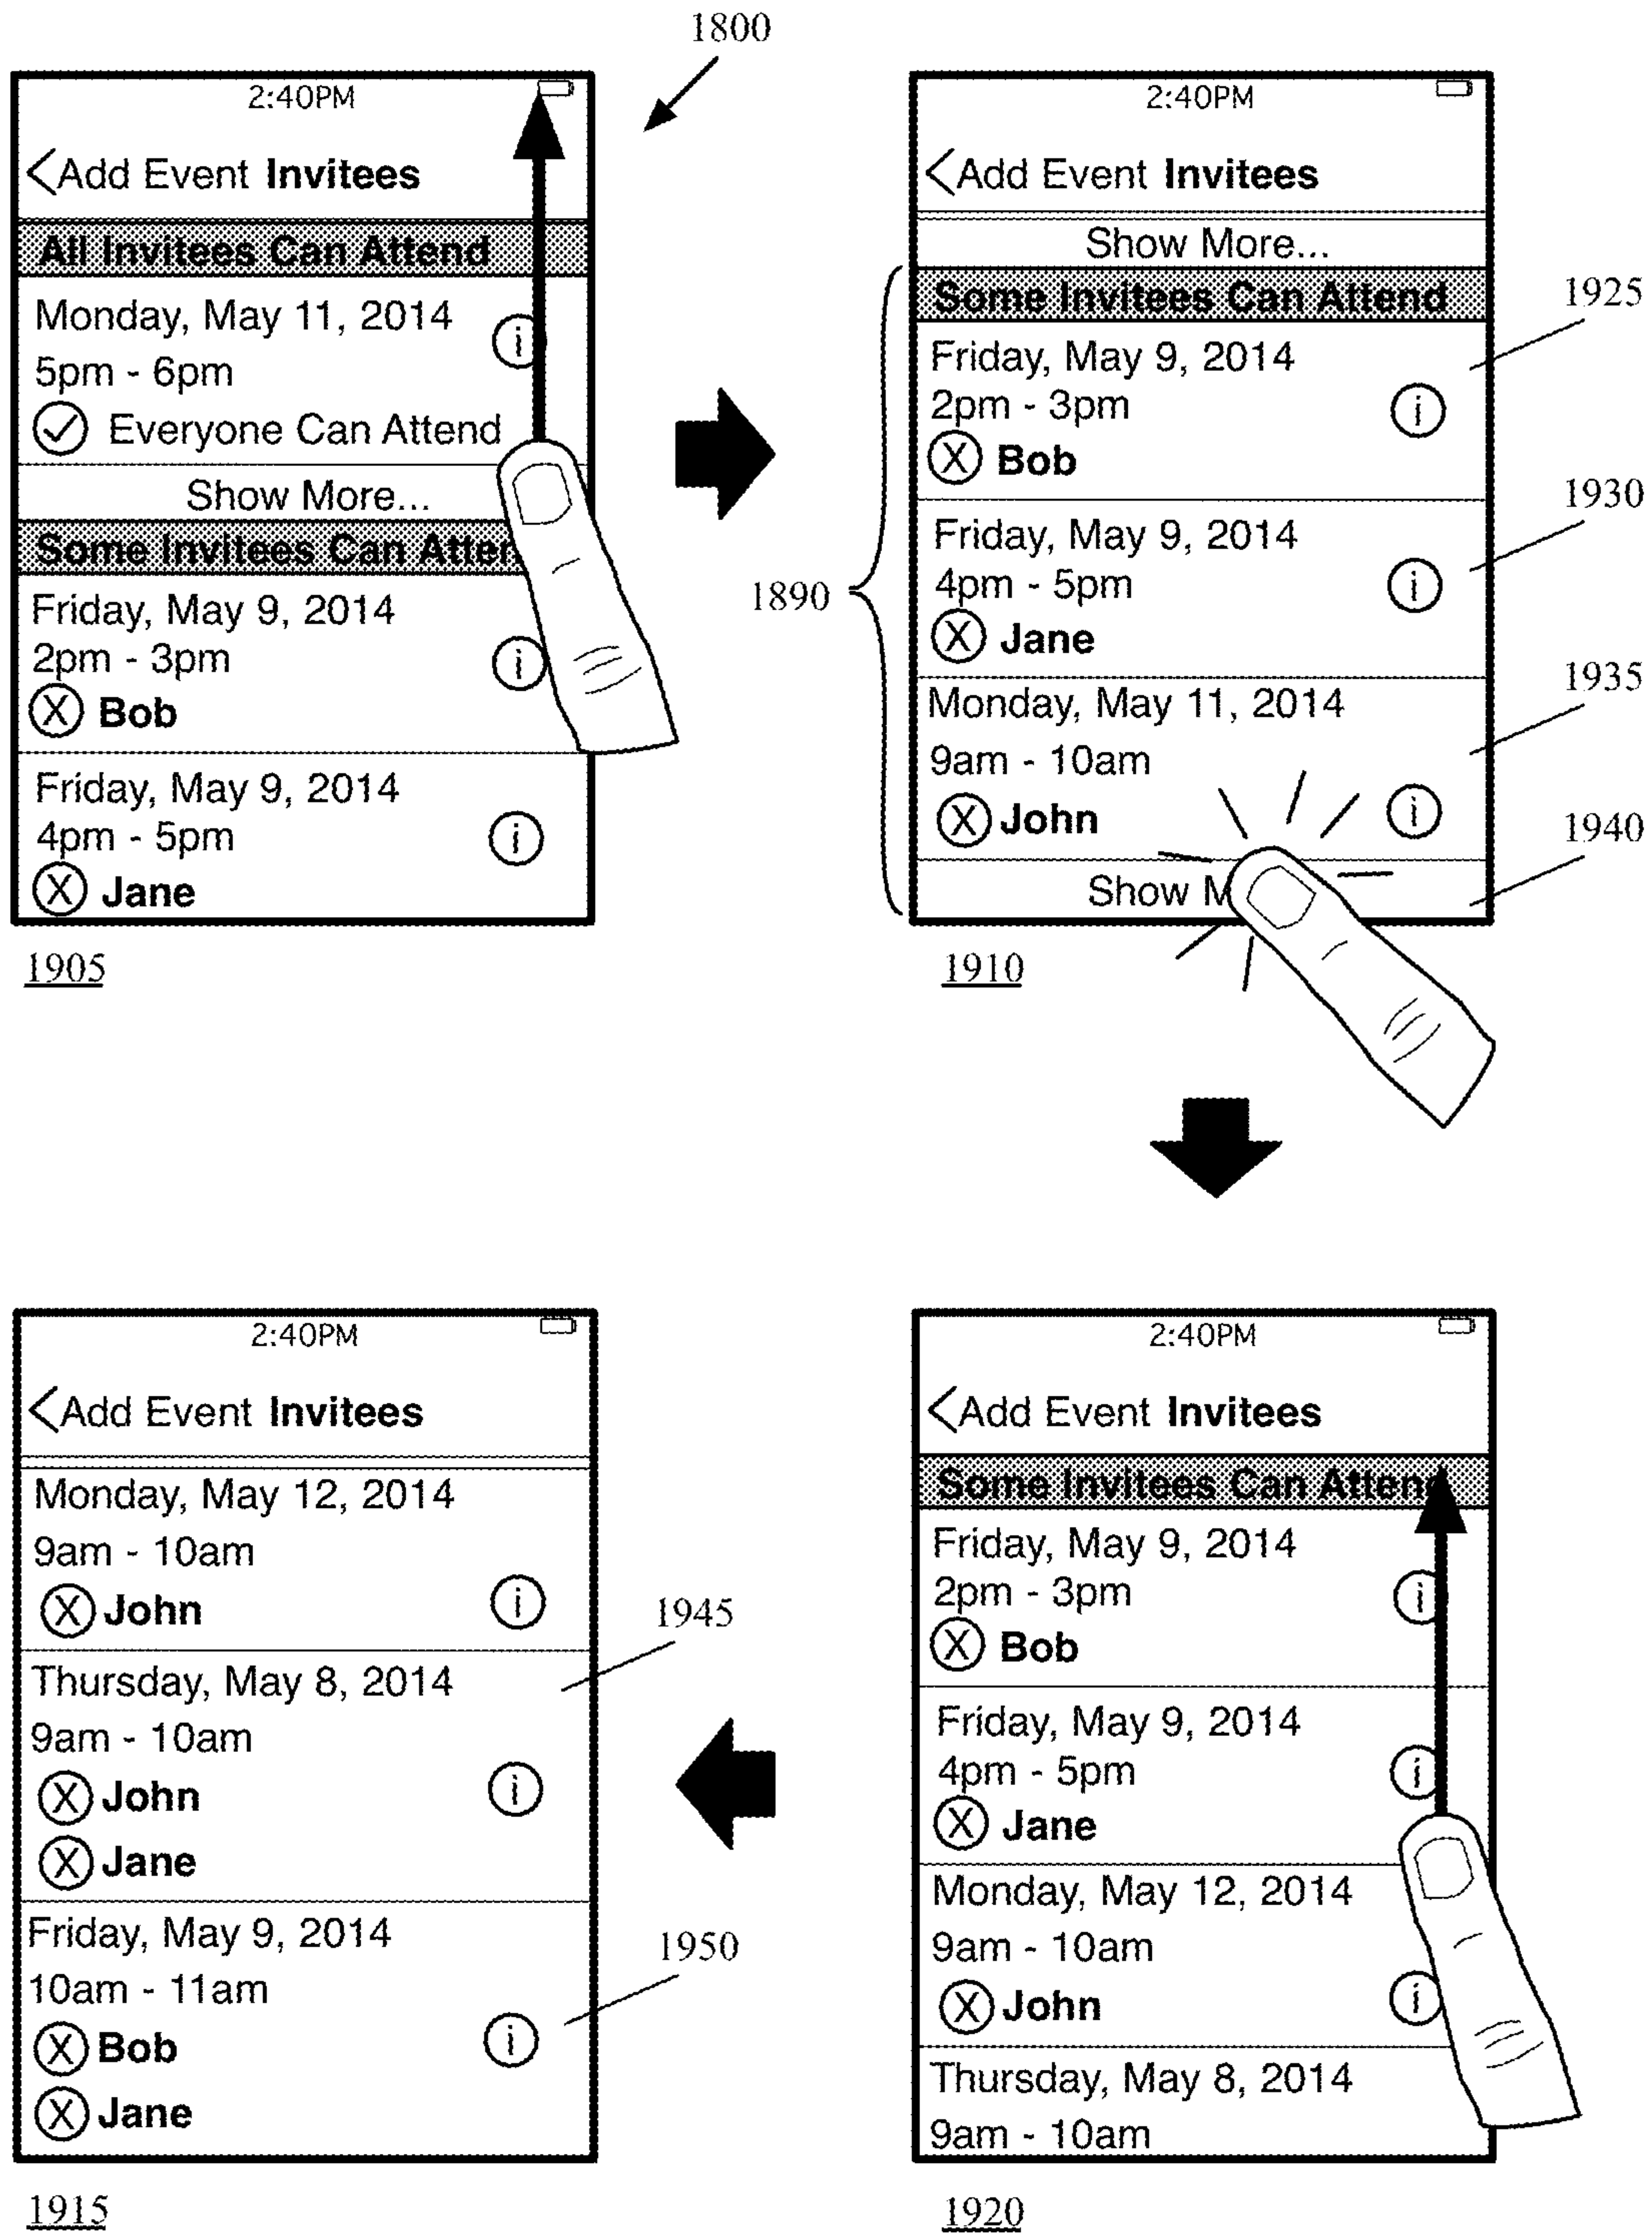 1800
2:40PM
<Add Event Invitees
All Invitees Can Attend
Monday, May 11, 2014
i
5pm - 6pm
Everyone Can Attend
Show More...
Some Invitees Can Atten
Friday, May 9, 2014
2pm - 3pm
i
X Bob
Friday, May 9, 2014
4pm - 5pm
i
X Jane
1905
2:40PM
<Add Event Invitees
Show More...
Some Invitees Can Attend
1925
Friday, May 9, 2014
2pm - 3pm
i
X Bob
1930
Friday, May 9, 2014
4pm - 5pm
i
1890
X Jane
1935
Monday, May 11, 2014
9am - 10am
X John
i
1940
Show M
1910
2:40PM
<Add Event Invitees
Monday, May 12, 2014
9am - 10am
X John
i
1945
Thursday, May 8, 2014
9am - 10am
X John
i
X Jane
Friday, May 9, 2014
1950
10am - 11am
X Bob
i
X Jane
1915
2:40PM
<Add Event Invitees
Some Invitees Can Attend
Friday, May 9, 2014
2pm - 3pm
i
X Bob
Friday, May 9, 2014
4pm - 5pm
i
X Jane
Monday, May 12, 2014
9am - 10am
X John
i
Thursday, May 8, 2014
9am - 10am
1920